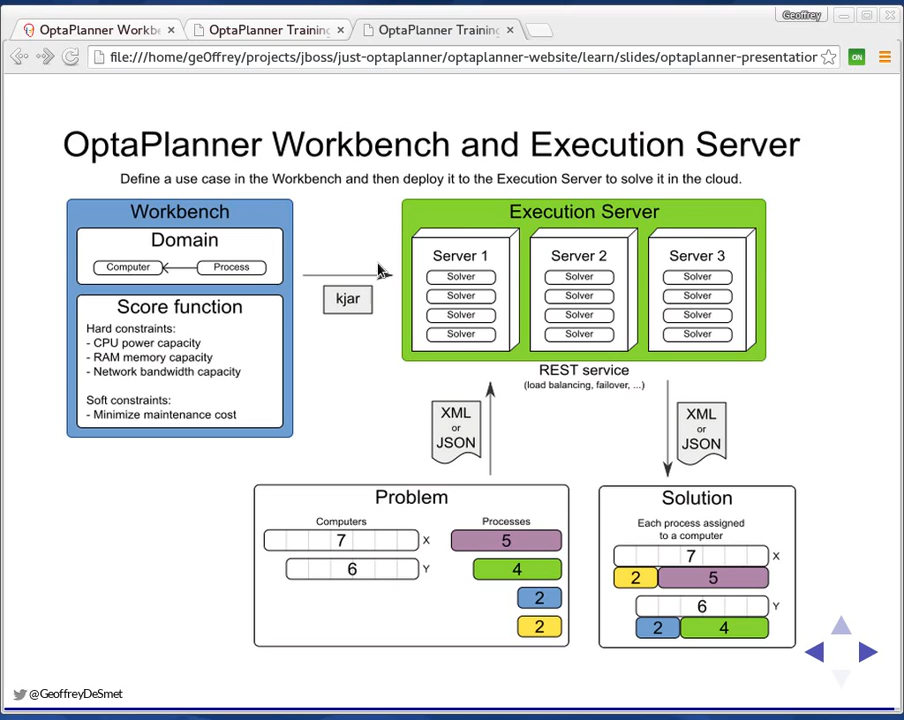 Geoffrey
OptaPlanner Workbe
OptaPlanner Training
OptaPlanner Training
file:///home/ge0ffrey/projects/jboss/just-optaplanner/optaplanner-website/learn/slides/optaplanner-presentation
ON
OptaPlanner Workbench and Execution Server
Define a use case in the Workbench and then deploy it to the Execution Server to solve it in the cloud.
Workbench
Domain
Computer
Process
Score function
Hard constraints:
- CPU power capacity
- RAM memory capacity
- Network bandwidth capacity
Soft constraints:
- Minimize maintenance cost
kjar
Execution Server
Server 1
Solver
Solver
Solver
Solver
Server 2
Solver
Solver
Solver
Solver
Server 3
Solver
Solver
Solver
Solver
REST service
(load balancing, failover, ...)
XML
or
JSON
XML
or
JSON
Problem
Computers
7
X
6
Y
Processes
5
4
2
2
Solution
Each process assigned
to a computer
7
X
2
5
6
Y
2
4
@GeoffreyDeSmet